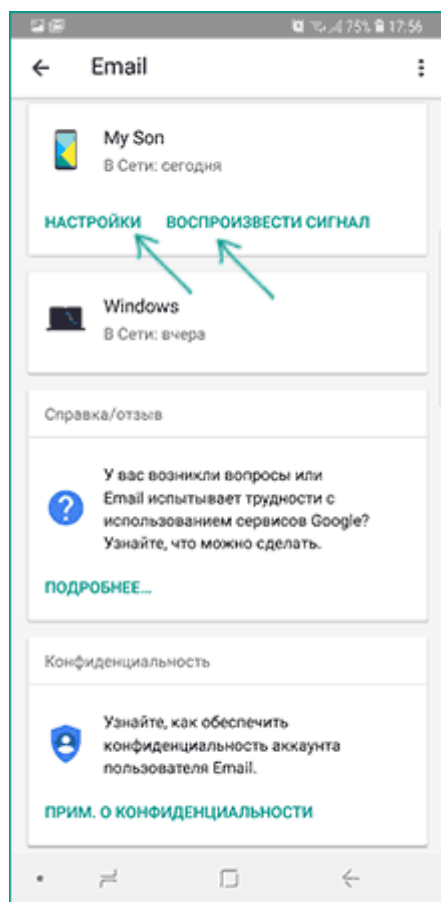 75% 17:56
Email
My Son
В Сети: сегодня
НАСТРОЙКИ ВОСПРОИЗВЕСТИ СИГНАЛ
Windows
В Сети: вчера
Справка/отзыв
У вас возникли вопросы или
Email испытывает трудности с
использованием сервисов Google?
Узнайте, что можно сделать.
ПОДРОБНЕЕ...
Конфиденциальность
Узнайте, как обеспечить
конфиденциальность аккаунта
пользователя Email.
ПРИМ. О КОНФИДЕНЦИАЛЬНОСТИ